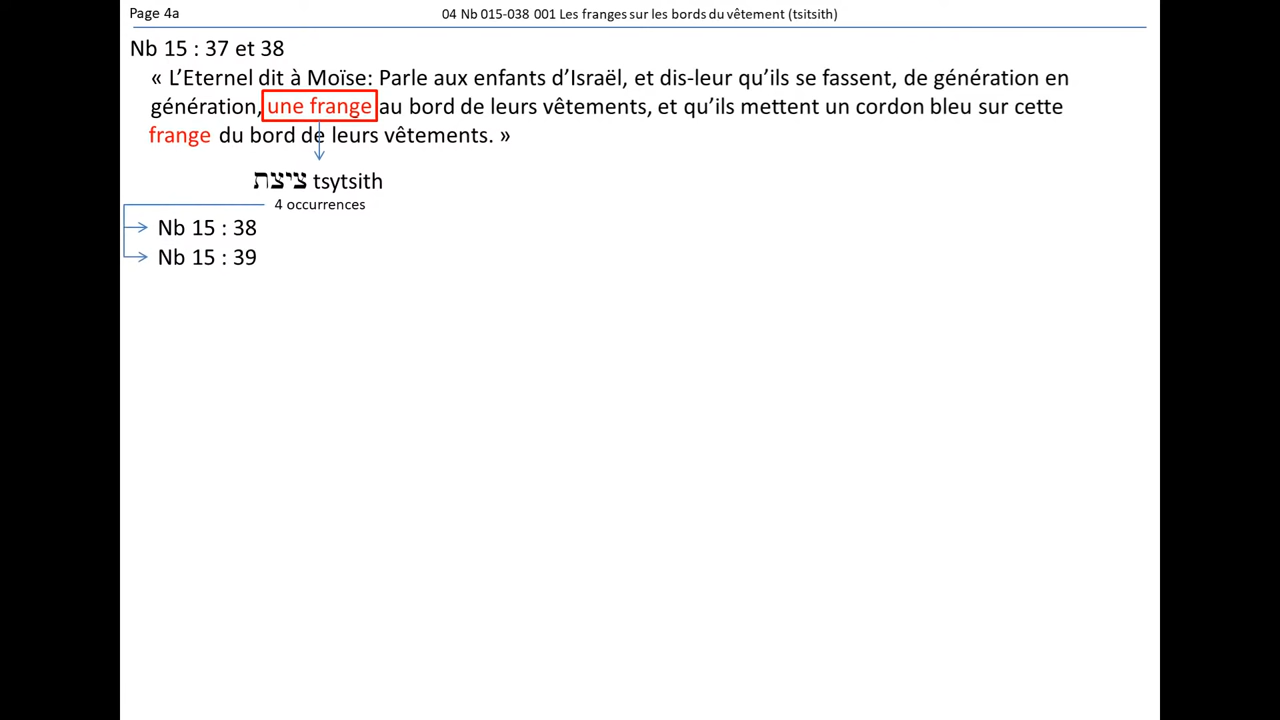 Page 4a
04 Nb 015-038 001 Les franges sur les bords du vêtement (tsitsith)
Nb 15 : 37 et 38
« L’Eternel dit à Moïse: Parle aux enfants d’Israël, et dis-leur qu’ils se fassent, de génération en
génération, une frange au bord de leurs vêtements, et qu’ils mettent un cordon bleu sur cette
frange du bord de leurs vêtements. »
ציצת tsytsith
4 occurrences
Nb 15 : 38
Nb 15 : 39